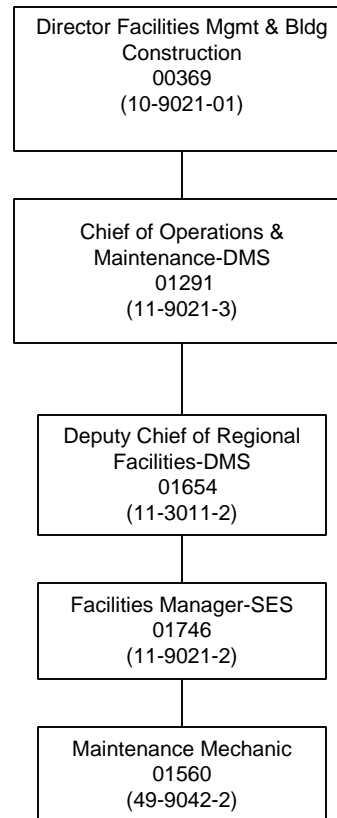 Director Facilities Mgmt & Bldg
Construction
00369
(10-9021-01)
Chief of Operations &
Maintenance-DMS
01291
(11-9021-3)
Deputy Chief of Regional
Facilities-DMS
01654
(11-3011-2)
Facilities Manager-SES
01746
(11-9021-2)
Maintenance Mechanic
01560
(49-9042-2)